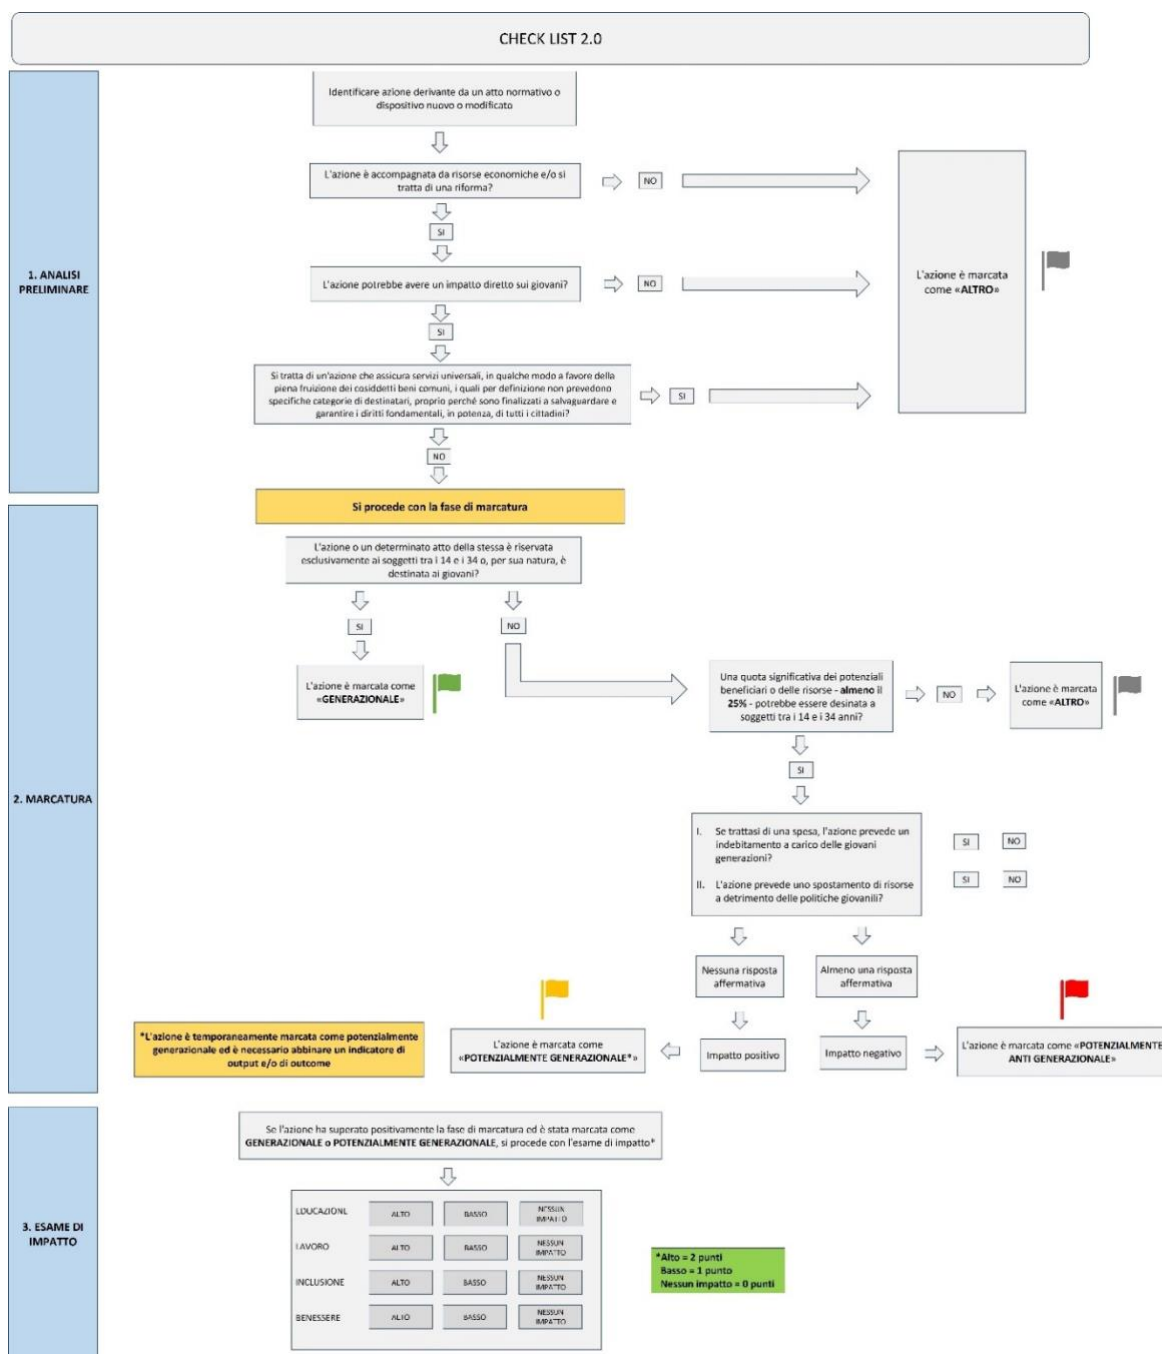 CHECK LIST 2.0
1. ANALISI
PRELIMINARE
Identificare azione derivante da un atto normativo o
dispositivo nuovo o modificato
L'azione è accompagnata da risorse economiche e/o si
tratta di una riforma?
NO
SI
L'azione potrebbe avere un impatto diretto sui giovani?
NO
SI
Si tratta di un'azione che assicura servizi universali, in qualche modo a favore della
piena fruizione dei cosiddetti beni comuni, i quali per definizione non prevedono
specifiche categorie di destinatari, proprio perché sono finalizzati a salvaguardare e
garantire i diritti fondamentali, in potenza, di tutti i cittadini?
SI
NO
L'azione è marcata
come «ALTRO»
2. MARCATURA
Si procede con la fase di marcatura
L'azione o un determinato atto della stessa è riservata
esclusivamente ai soggetti tra i 14 e i 34 o, per sua natura, è
destinata ai giovani?
SI
NO
L'azione è marcata come
«GENERAZIONALE»
Una quota significativa dei potenziali
beneficiari o delle risorse - almeno il
25% - potrebbe essere desinata a
soggetti tra i 14 e i 34 anni?
NO
L'azione è marcata
come «ALTRO»
SI
I. Se trattasi di una spesa, l'azione prevede un
indebitamento a carico delle giovani
generazioni?
SI NO
II. L'azione prevede uno spostamento di risorse
a detrimento delle politiche giovanili?
SI NO
Nessuna risposta
affermativa
Almeno una risposta
affermativa
Impatto positivo
Impatto negativo
L'azione è marcata come
«POTENZIALMENTE GENERAZIONALE*»
L'azione è marcata come «POTENZIALMENTE
ANTI GENERAZIONALE»
*L'azione è temporaneamente marcata come potenzialmente
generazionale ed è necessario abbinare un indicatore di
output e/o di outcome
3. ESAME DI
IMPATTO
Se l'azione ha superato positivamente la fase di marcatura ed è stata marcata come
GENERAZIONALE o POTENZIALMENTE GENERAZIONALE, si procede con l'esame di impatto*
EDUCAZIONE ALTO BASSO NESSUN
IMPATTO
LAVORO ALTO BASSO NESSUN
IMPATTO
INCLUSIONE ALTO BASSO NESSUN
IMPATTO
BENESSERE ALTO BASSO NESSUN
IMPATTO
*Alto = 2 punti
Basso = 1 punto
Nessun impatto = 0 punti